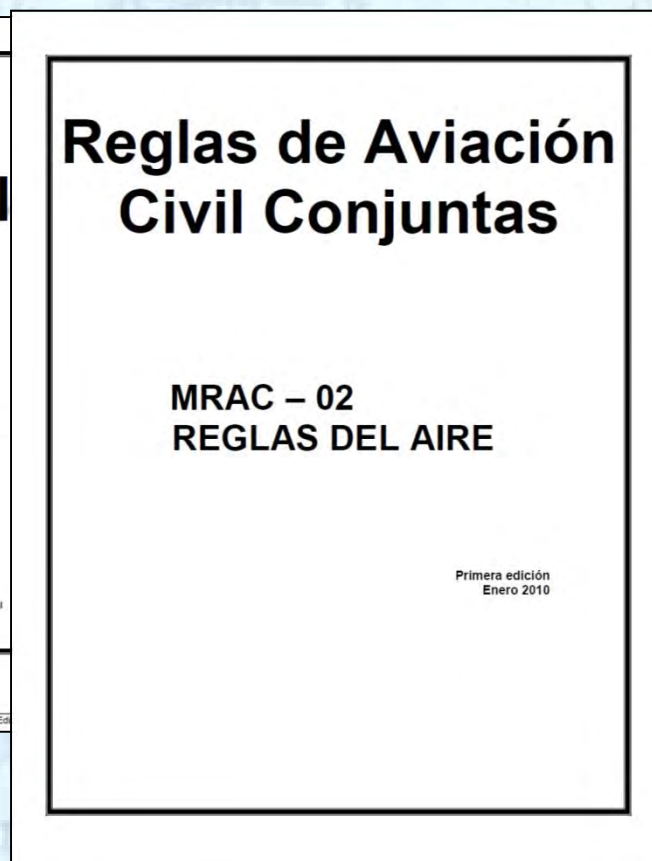 Reglas de Aviación
Civil Conjuntas
MRAC – 02
REGLAS DEL AIRE
Primera edición
Enero 2010